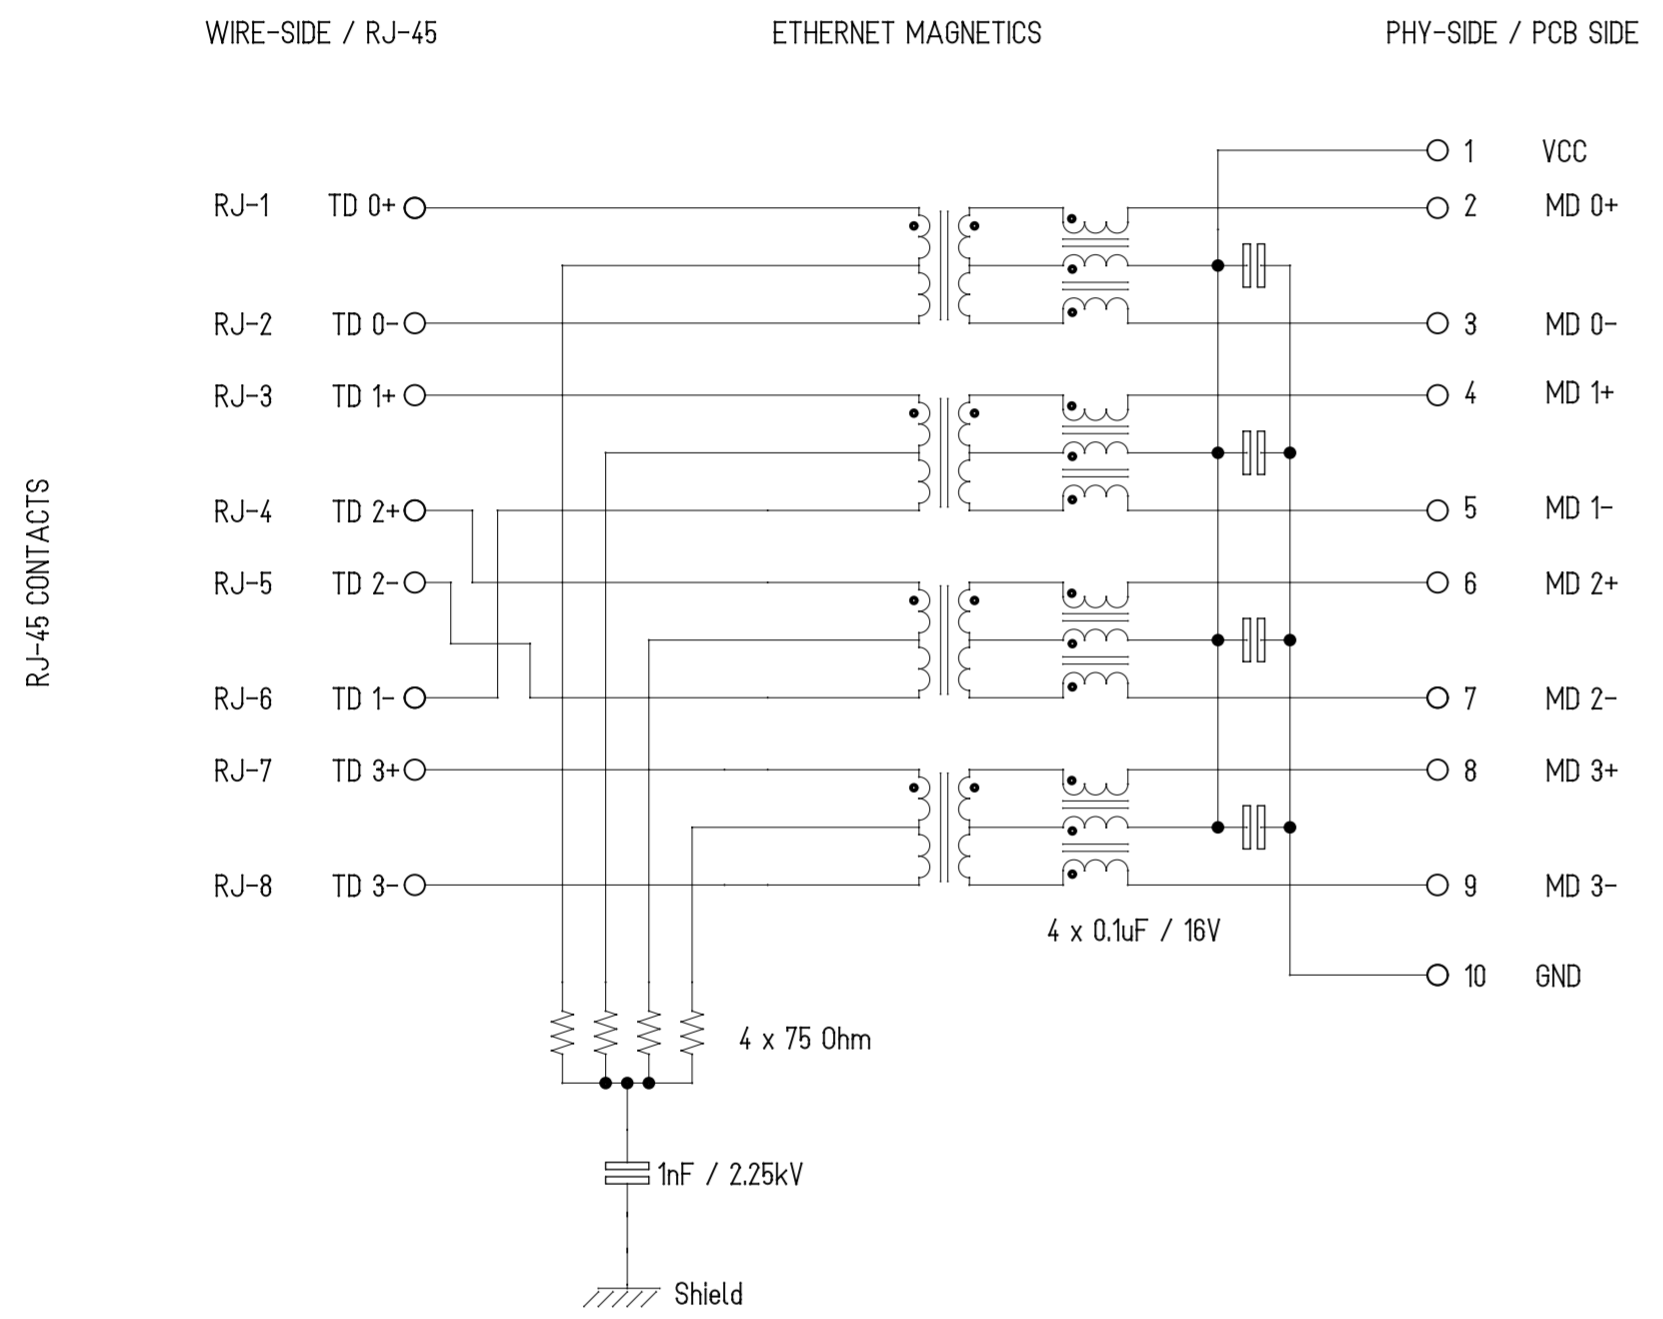 WIRE-SIDE / RJ-45 ETHERNET MAGNETICS PHY-SIDE / PCB SIDE
1 VCC
RJ-1 TD 0+ 2 MD 0+
RJ-2 TD 0- 3 MD 0-
RJ-3 TD 1+ 4 MD 1+
RJ-4 TD 2+ 5 MD 1-
RJ-45 CONTACTS
RJ-5 TD 2- 6 MD 2+
RJ-6 TD 1- 7 MD 2-
RJ-7 TD 3+ 8 MD 3+
RJ-8 TD 3- 9 MD 3-
4 x 0.1uF / 16V
10 GND
4 x 75 Ohm
1nF / 2.25kV
Shield